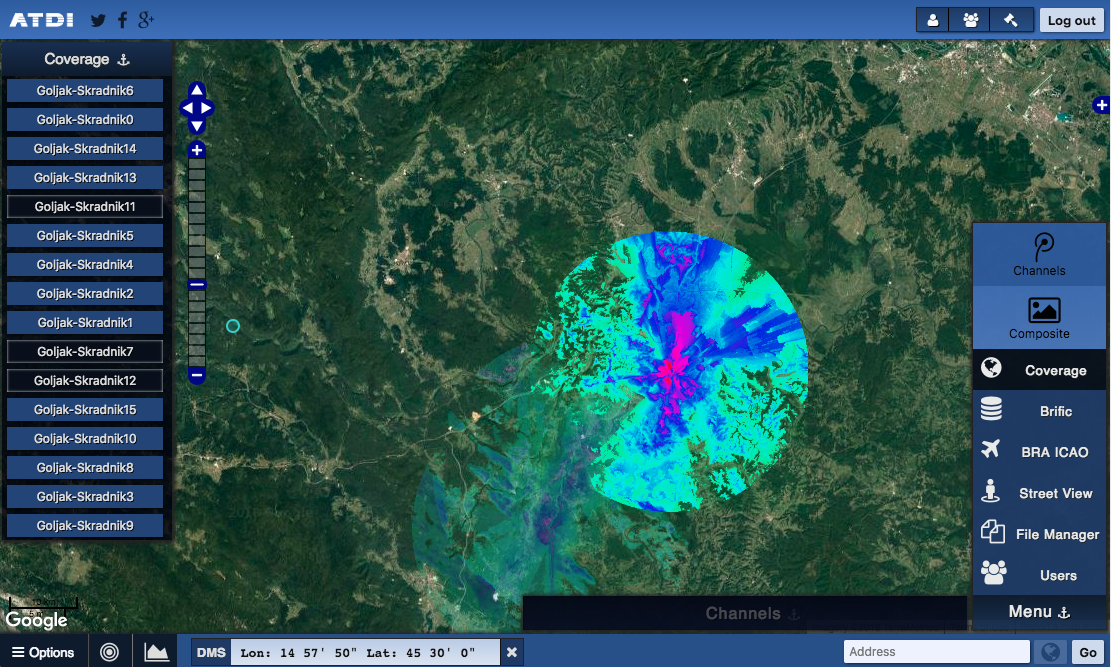 ATDI
Log out
Coverage
Goljak-Skradnik6
Goljak-Skradnik0
Goljak-Skradnik14
Goljak-Skradnik13
Goljak-Skradnik11
Goljak-Skradnik5
Goljak-Skradnik4
Goljak-Skradnik2
Goljak-Skradnik1
Goljak-Skradnik7
Goljak-Skradnik12
Goljak-Skradnik15
Goljak-Skradnik10
Goljak-Skradnik8
Goljak-Skradnik3
Goljak-Skradnik9
Channels
Composite
Coverage
Brific
BRA ICAO
Street View
File Manager
Users
Menu
Channels
Google
Options
DMS
Lon: 14 57' 50" Lat: 45 30' 0"
Address
Go